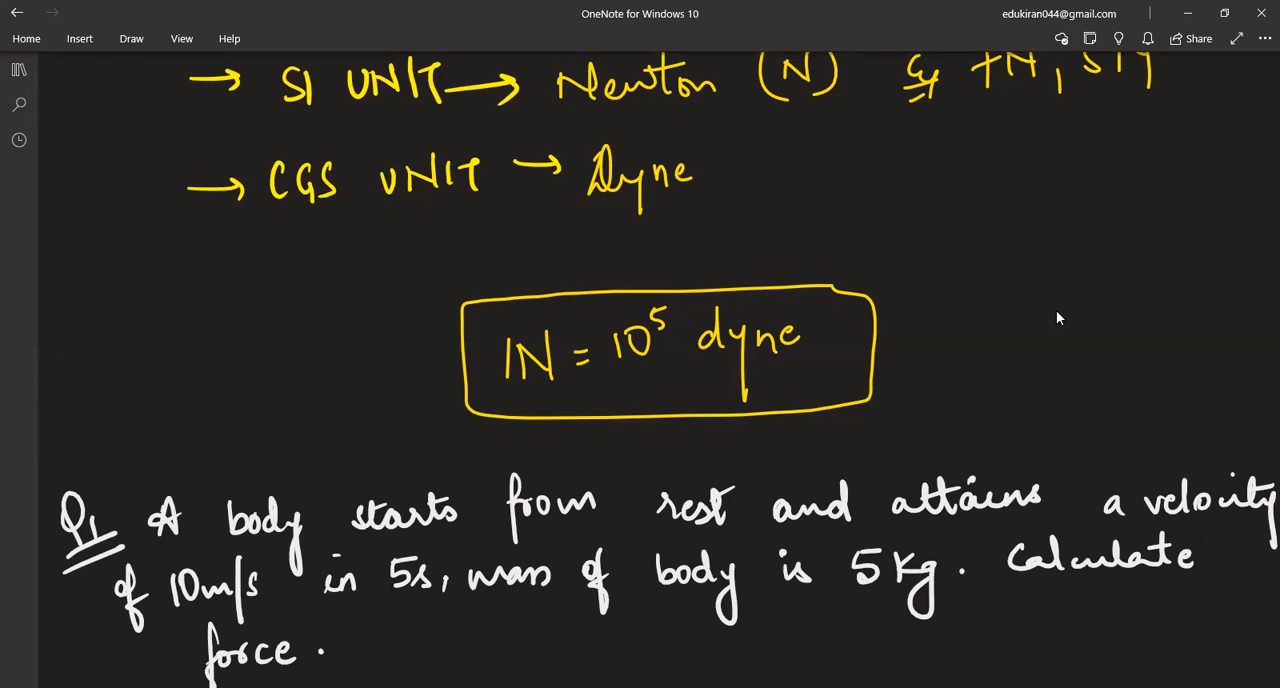 OneNote for Windows 10
edukiran044@gmail.com
Home Insert Draw View Help
Share
→ SI UNIT → Newton (N)
→ CGS UNIT → Dyne
1N = 10⁵ dyne
Q1 A body starts from rest and attains a velocity
of 10m/s in 5s, mass of body is 5 Kg. Calculate
force.